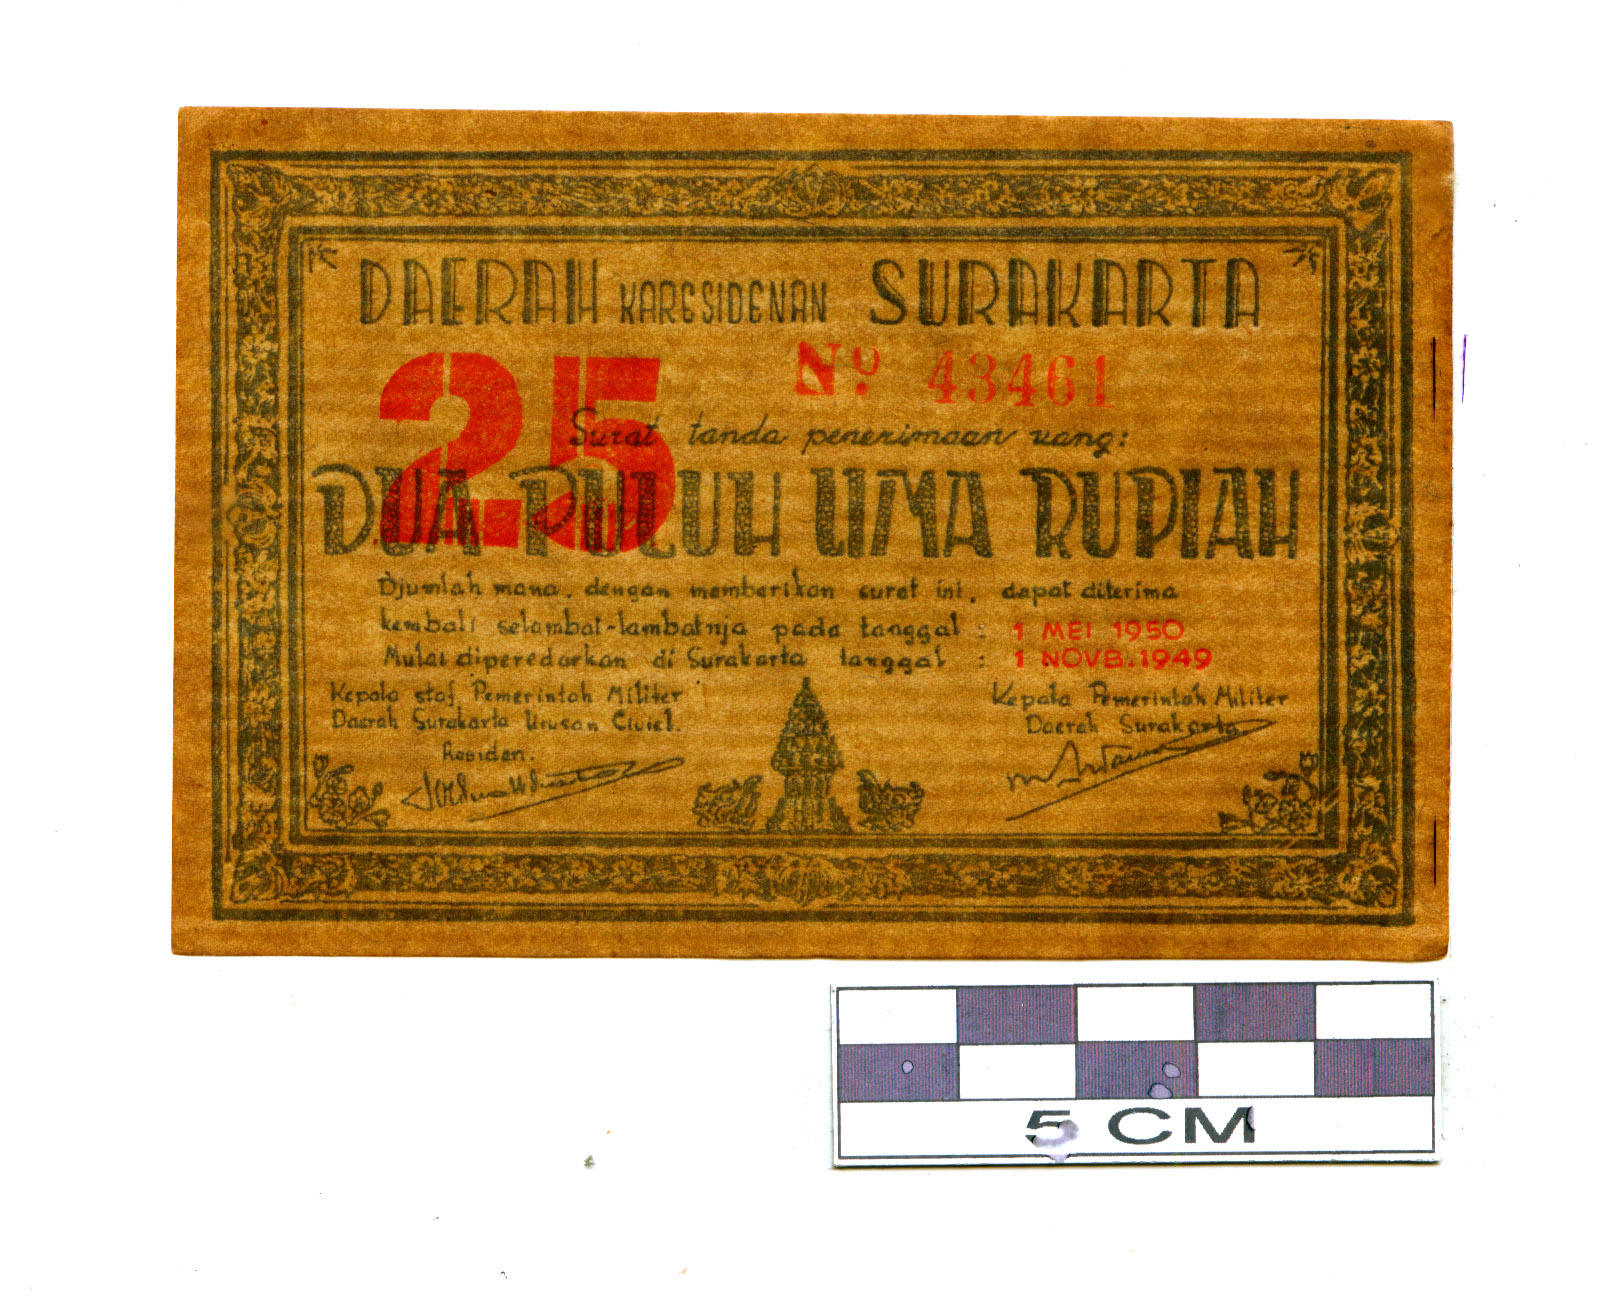 DAERAH KARESIDENAN SURAKARTA
25
No. 43461
Surat tanda penerimaan uang:
DUA PULUH LIMA RUPIAH
Djumlah mana, dengan memberikan surat ini, dapat diterima
kembali selambat-lambatnja pada tanggal : 1 MEI 1950
Mulai diperedarkan di Surakarta tanggal : 1 NOVB.1949
Kepala staf Pemerintah Militer
Daerah Surakarta Urusan Civiel.
Residen.
Kepala Pemerintah Militer
Daerah Surakarta
5 CM